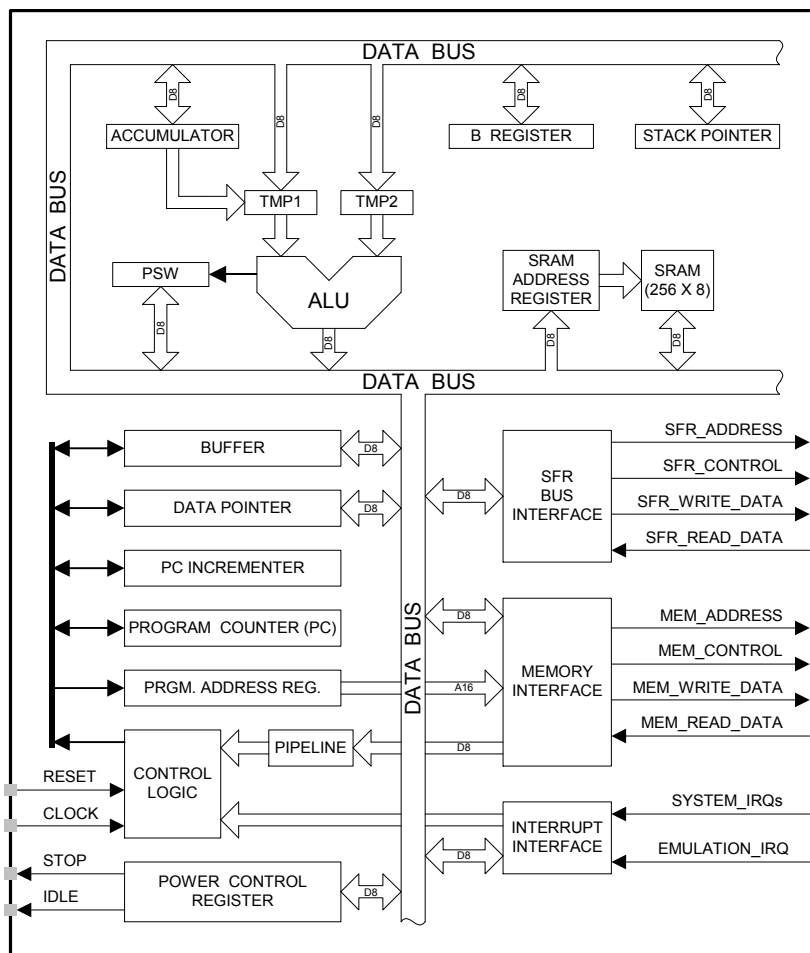 DATA BUS
D8
D8
D8
D8
D8
ACCUMULATOR
B REGISTER
STACK POINTER
DATA BUS
TMP1
TMP2
PSW
ALU
SRAM
ADDRESS
REGISTER
SRAM
(256 X 8)
D8
D8
D8
D8
DATA BUS
BUFFER
D8
DATA POINTER
D8
PC INCREMENTER
PROGRAM COUNTER (PC)
PRGM. ADDRESS REG.
A16
DATA BUS
D8
SFR
BUS
INTERFACE
SFR_ADDRESS
SFR_CONTROL
SFR_WRITE_DATA
SFR_READ_DATA
D8
MEMORY
INTERFACE
MEM_ADDRESS
MEM_CONTROL
MEM_WRITE_DATA
MEM_READ_DATA
CONTROL
LOGIC
PIPELINE
D8
RESET
CLOCK
INTERRUPT
INTERFACE
D8
SYSTEM_IRQs
EMULATION_IRQ
STOP
IDLE
POWER CONTROL
REGISTER
D8